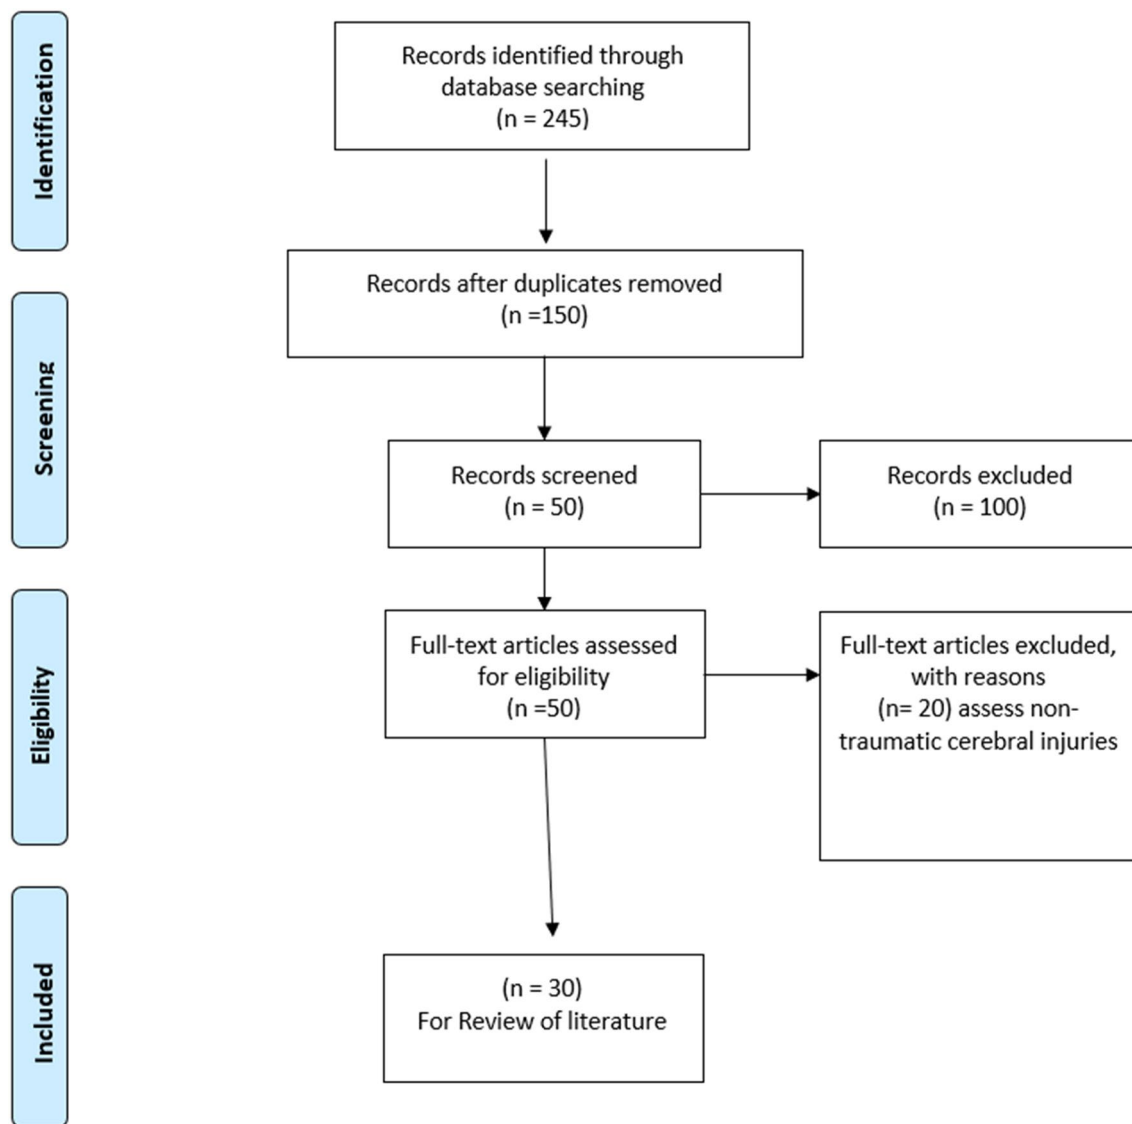 Identification
Records identified through
database searching
(n = 245)
Records after duplicates removed
(n =150)
Screening
Records screened
(n = 50)
Records excluded
(n = 100)
Eligibility
Full-text articles assessed
for eligibility
(n =50)
Full-text articles excluded,
with reasons
(n= 20) assess non-
traumatic cerebral injuries
Included
(n = 30)
For Review of literature